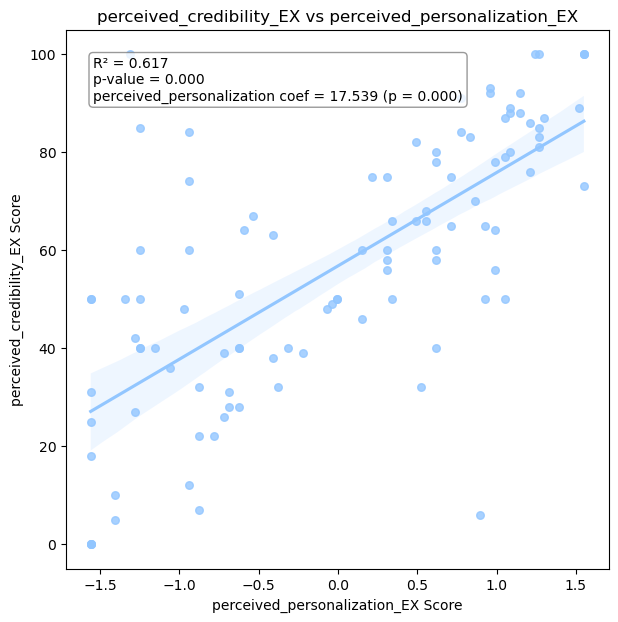 perceived_credibility_EX vs perceived_personalization_EX
R² = 0.617
p-value = 0.000
perceived_personalization coef = 17.539 (p = 0.000)
perceived_credibility_EX Score
100
80
60
40
20
0
−1.5 −1.0 −0.5 0.0 0.5 1.0 1.5
perceived_personalization_EX Score